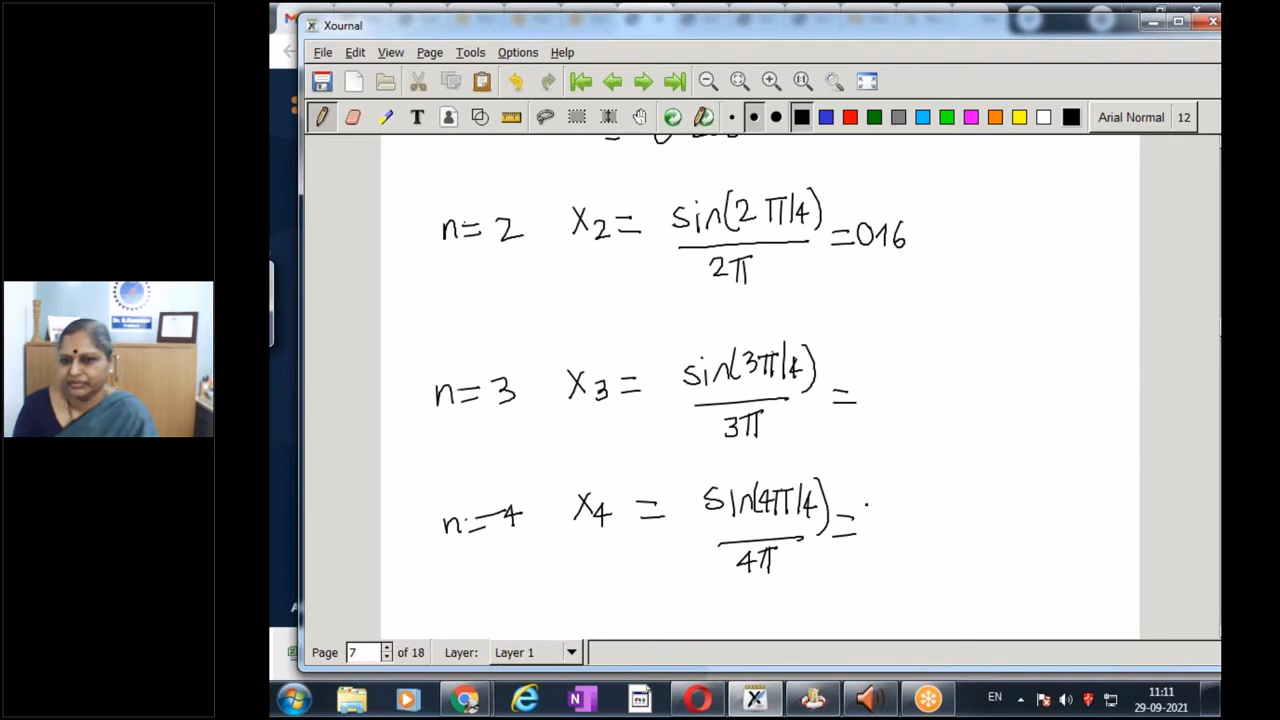 Xournal
File Edit View Page Tools Options Help
Arial Normal 12
n = 2 X2 = sin(2π/4)
2π
= 016
n = 3 X3 = sin(3π/4)
3π
=
n = 4 X4 = sin(4π/4)
4π
=
Page 7 of 18 Layer: Layer 1
EN
11:11
29-09-2021